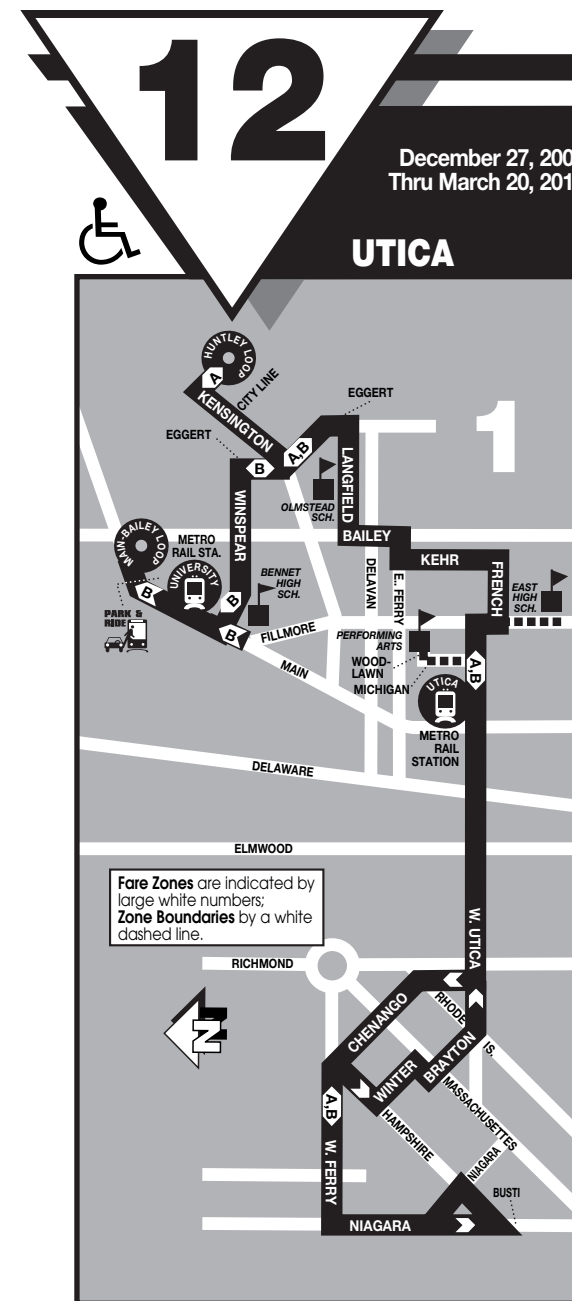 12
December 27, 200
Thru March 20, 201
UTICA
HUNTLEY LOOP
A
CITY LINE
KENSINGTON
EGGERT
EGGERT
A,B
B
1
LANGFIELD
OLMSTEAD
SCH.
WINSPEAR
MAIN-BAILEY LOOP
METRO
RAIL STA.
UNIVERSITY
BAILEY
KEHR
DELAVAN
E. FERRY
FRENCH
BENNET
HIGH
SCH.
EAST
HIGH
SCH.
B
B
B
PARK &
RIDE
FILLMORE
PERFORMING
ARTS
WOOD-
LAWN
MICHIGAN
A,B
MAIN
UTICA
METRO
RAIL
STATION
DELAWARE
ELMWOOD
Fare Zones are indicated by
large white numbers;
Zone Boundaries by a white
dashed line.
W. UTICA
RICHMOND
CHENANGO
RHODE
IS.
N
BRAYTON
WINTER
MASSACHUSETTS
A,B
HAMPSHIRE
NIAGARA
W. FERRY
BUSTI
NIAGARA